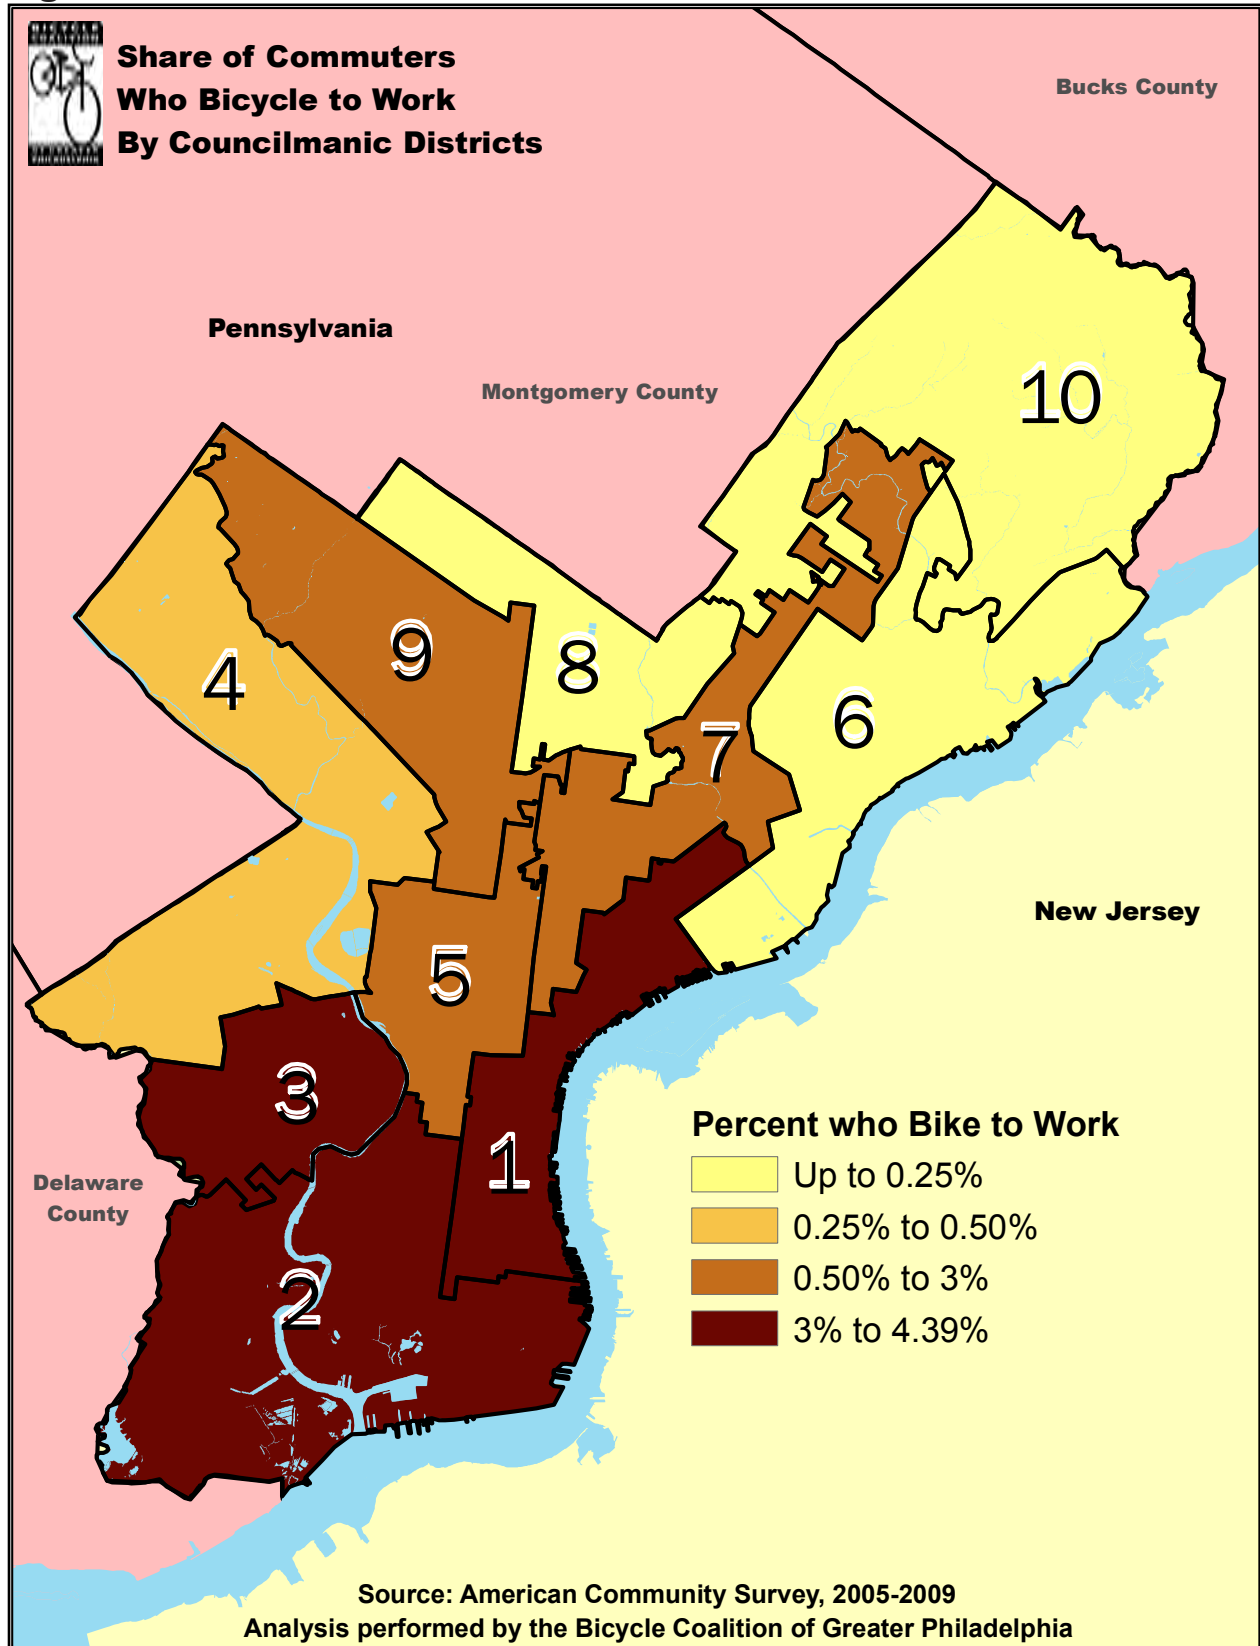 Share of Commuters
Who Bicycle to Work
By Councilmanic Districts
Bucks County
Pennsylvania
Montgomery County
10
9
4
8
6
7
New Jersey
5
3
1
Delaware
County
2
Percent who Bike to Work
Up to 0.25%
0.25% to 0.50%
0.50% to 3%
3% to 4.39%
Source: American Community Survey, 2005-2009
Analysis performed by the Bicycle Coalition of Greater Philadelphia